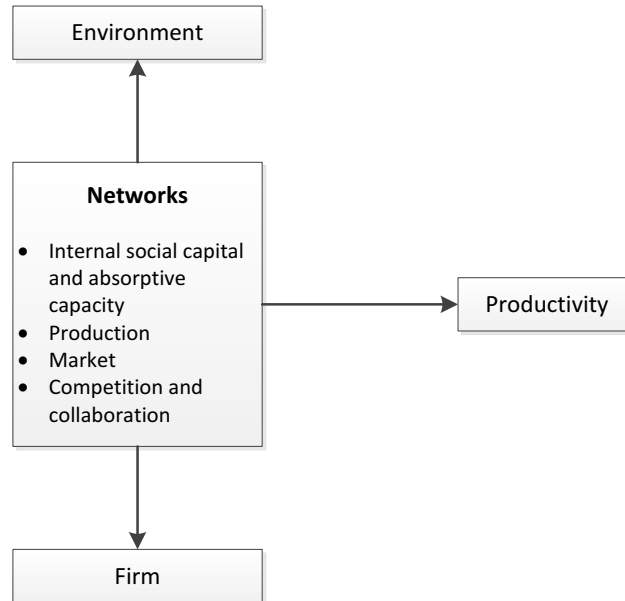 Environment
Networks
• Internal social capital
and absorptive
capacity
• Production
• Market
• Competition and
collaboration
Productivity
Firm